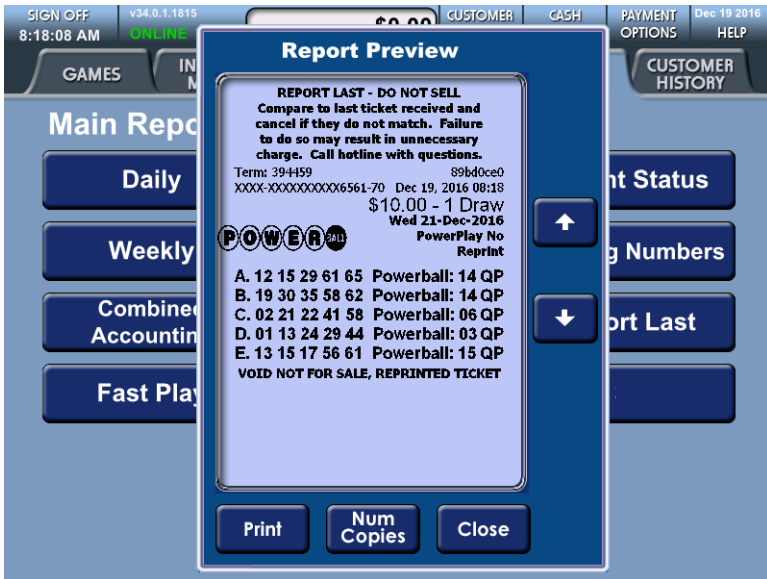 SIGN OFF
8:18:08 AM
v34.0.1.1815
ONLINE
$0.00
CUSTOMER
CASH
PAYMENT
OPTIONS
Dec 19 2016
HELP
GAMES
IN
CUSTOMER
HISTORY
Main Repo
Daily
Weekly
Combine
Accountin
Fast Play
nt Status
g Numbers
ort Last
Report Preview
REPORT LAST - DO NOT SELL
Compare to last ticket received and
cancel if they do not match. Failure
to do so may result in unnecessary
charge. Call hotline with questions.
Term: 394459 89bd0ce0
XXXX-XXXXXXXXXX6561-70 Dec 19, 2016 08:18
$10.00 - 1 Draw
Wed 21-Dec-2016
POWERBALL PowerPlay No
Reprint
A. 12 15 29 61 65 Powerball: 14 QP
B. 19 30 35 58 62 Powerball: 14 QP
C. 02 21 22 41 58 Powerball: 06 QP
D. 01 13 24 29 44 Powerball: 03 QP
E. 13 15 17 56 61 Powerball: 15 QP
VOID NOT FOR SALE, REPRINTED TICKET
Print
Num
Copies
Close